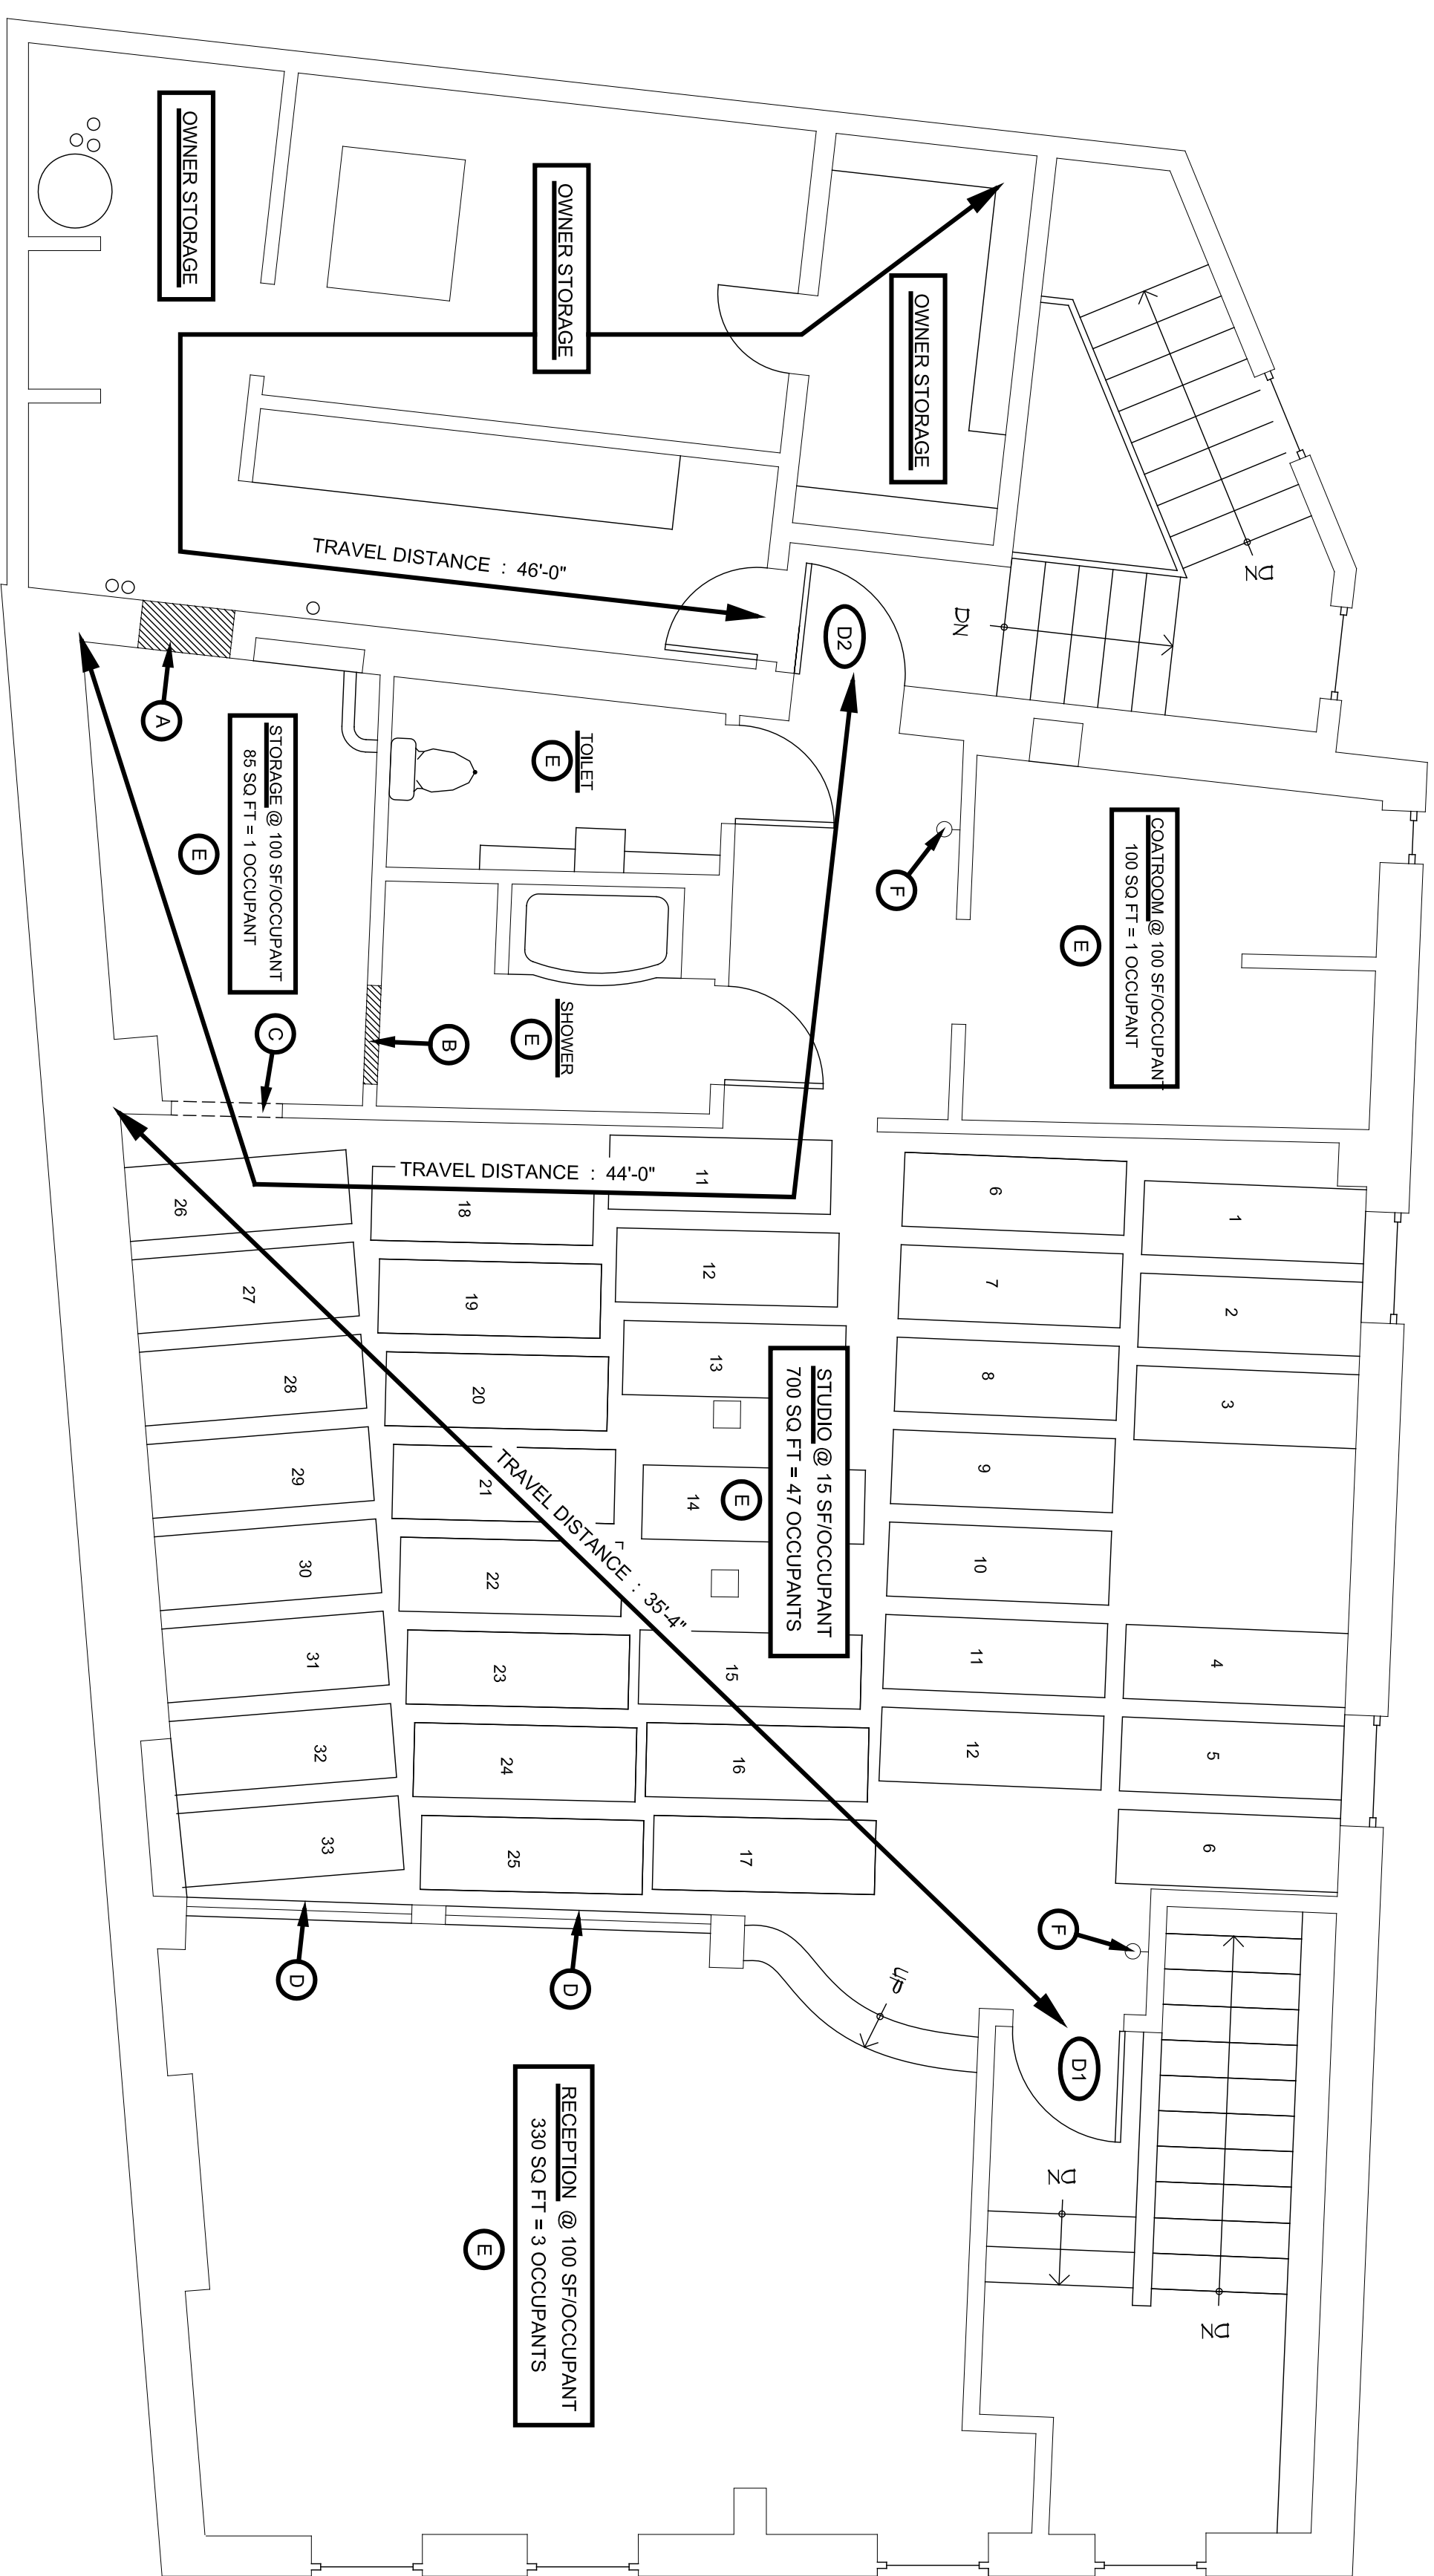 OWNER STORAGE
OWNER STORAGE
OWNER STORAGE
DN
DN
TRAVEL DISTANCE : 46'-0"
D2
A
STORAGE @ 100 SF/OCCUPANT
85 SQ FT = 1 OCCUPANT
E
TOILET
E
F
COATROOM @ 100 SF/OCCUPANT
100 SQ FT = 1 OCCUPANT
E
C
B
SHOWER
E
TRAVEL DISTANCE : 44'-0"
1
2
3
4
5
6
6
7
8
9
10
11
12
11
12
13
14
15
16
17
18
19
20
21
22
23
24
25
26
27
28
29
30
31
32
33
STUDIO @ 15 SF/OCCUPANT
700 SQ FT = 47 OCCUPANTS
E
TRAVEL DISTANCE : 35'-4"
F
D
D
UP
D1
DN
DN
RECEPTION @ 100 SF/OCCUPANT
330 SQ FT = 3 OCCUPANTS
E